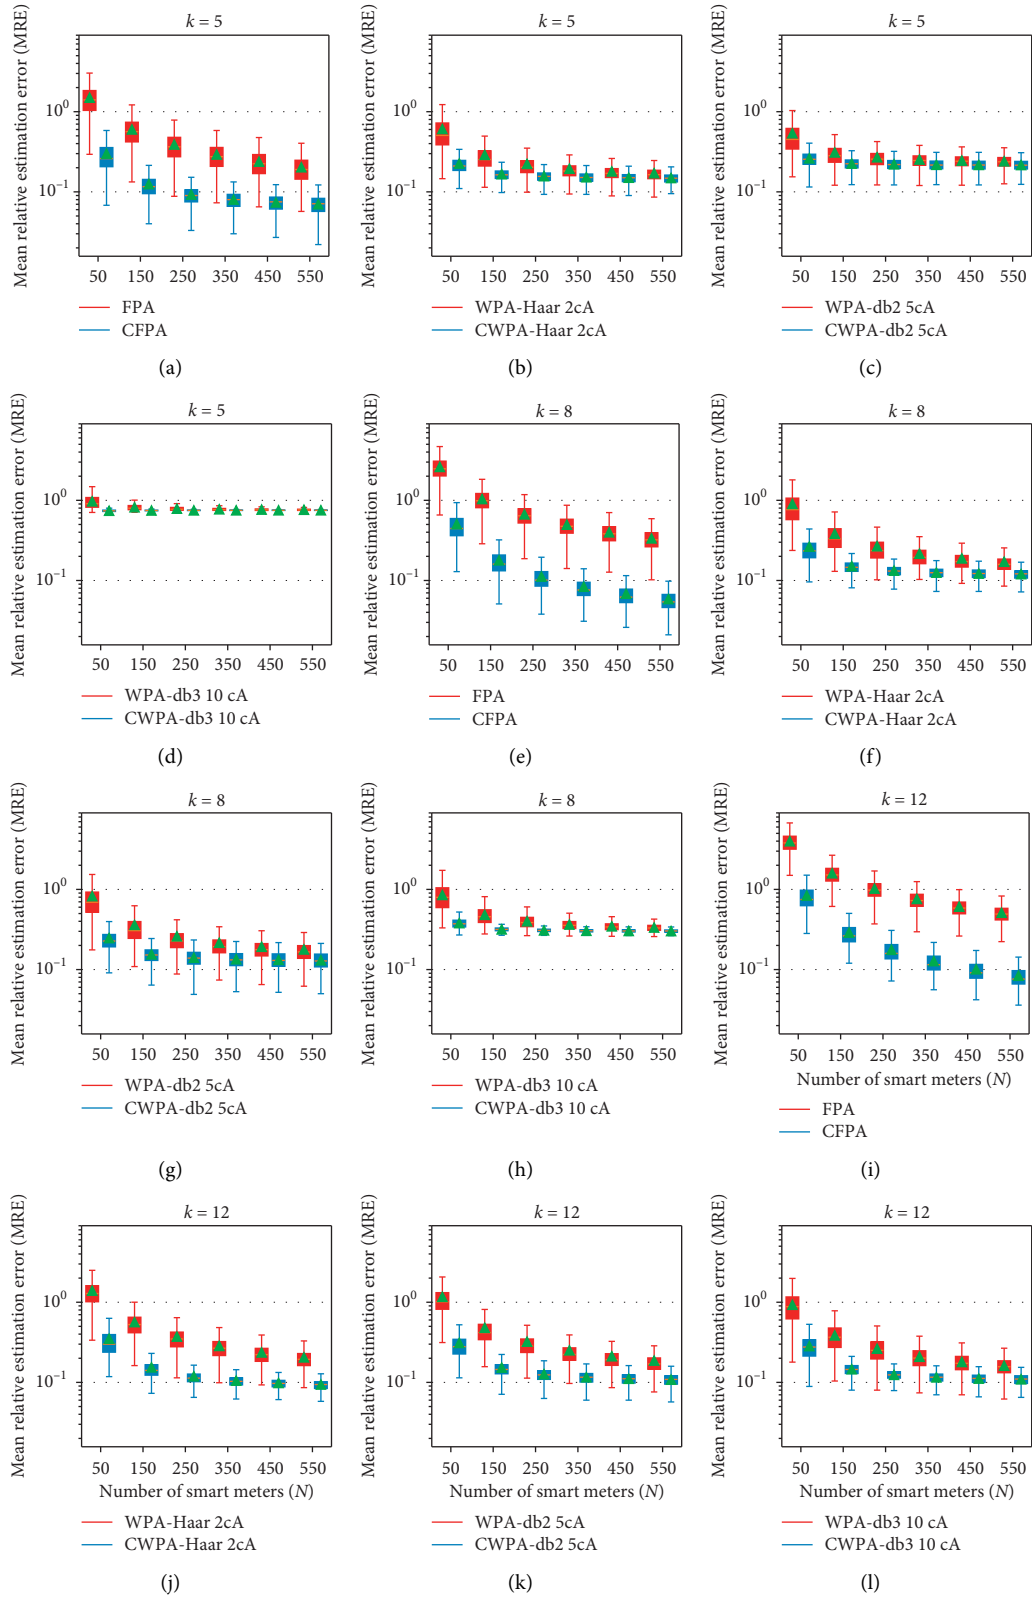 k = 5
Mean relative estimation error (MRE)
10^0
10^−1
50 150 250 350 450 550
FPA
CFPA
(a)
k = 5
Mean relative estimation error (MRE)
10^0
10^−1
50 150 250 350 450 550
WPA-Haar 2cA
CWPA-Haar 2cA
(b)
k = 5
Mean relative estimation error (MRE)
10^0
10^−1
50 150 250 350 450 550
WPA-db2 5cA
CWPA-db2 5cA
(c)
k = 5
Mean relative estimation error (MRE)
10^0
10^−1
50 150 250 350 450 550
WPA-db3 10 cA
CWPA-db3 10 cA
(d)
k = 8
Mean relative estimation error (MRE)
10^0
10^−1
50 150 250 350 450 550
FPA
CFPA
(e)
k = 8
Mean relative estimation error (MRE)
10^0
10^−1
50 150 250 350 450 550
WPA-Haar 2cA
CWPA-Haar 2cA
(f)
k = 8
Mean relative estimation error (MRE)
10^0
10^−1
50 150 250 350 450 550
WPA-db2 5cA
CWPA-db2 5cA
(g)
k = 8
Mean relative estimation error (MRE)
10^0
10^−1
50 150 250 350 450 550
WPA-db3 10 cA
CWPA-db3 10 cA
(h)
k = 12
Mean relative estimation error (MRE)
10^0
10^−1
50 150 250 350 450 550
Number of smart meters (N)
FPA
CFPA
(i)
k = 12
Mean relative estimation error (MRE)
10^0
10^−1
50 150 250 350 450 550
Number of smart meters (N)
WPA-Haar 2cA
CWPA-Haar 2cA
(j)
k = 12
Mean relative estimation error (MRE)
10^0
10^−1
50 150 250 350 450 550
Number of smart meters (N)
WPA-db2 5cA
CWPA-db2 5cA
(k)
k = 12
Mean relative estimation error (MRE)
10^0
10^−1
50 150 250 350 450 550
Number of smart meters (N)
WPA-db3 10 cA
CWPA-db3 10 cA
(l)